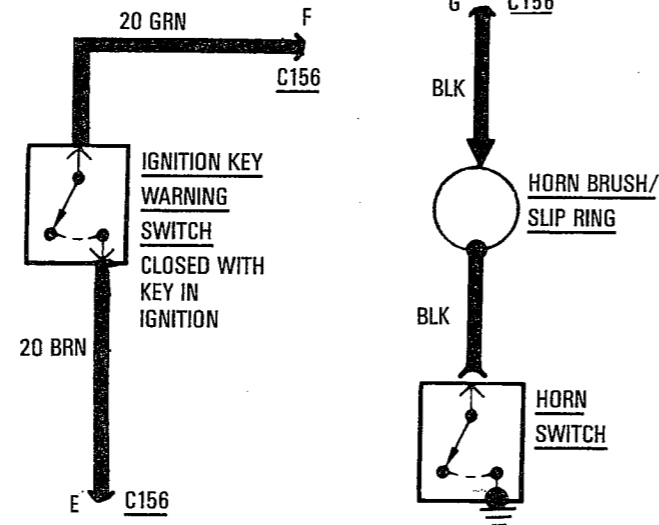 20 GRN
F
C156
IGNITION KEY
WARNING
SWITCH
CLOSED WITH
KEY IN
IGNITION
20 BRN
E
C156
G
C156
BLK
HORN BRUSH/
SLIP RING
BLK
HORN
SWITCH